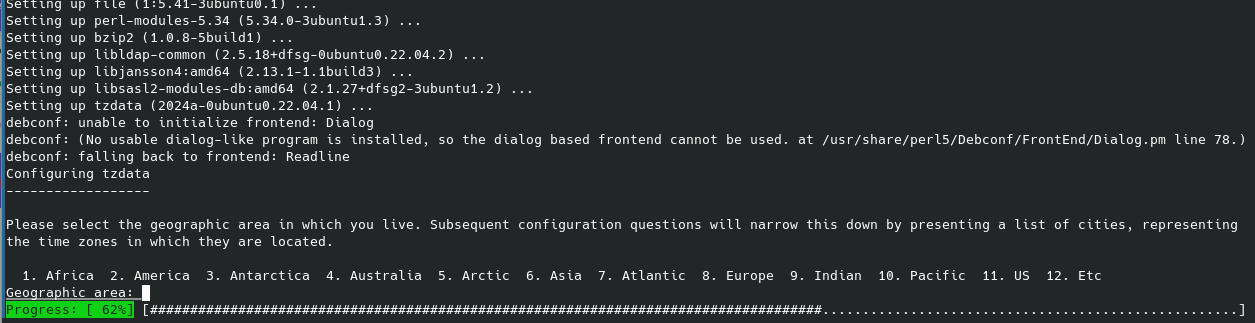 Setting up file (1:5.41-3ubuntu0.1) ...
Setting up perl-modules-5.34 (5.34.0-3ubuntu1.3) ...
Setting up bzip2 (1.0.8-5build1) ...
Setting up libldap-common (2.5.18+dfsg-0ubuntu0.22.04.2) ...
Setting up libjansson4:amd64 (2.13.1-1.1build3) ...
Setting up libsasl2-modules-db:amd64 (2.1.27+dfsg2-3ubuntu1.2) ...
Setting up tzdata (2024a-0ubuntu0.22.04.1) ...
debconf: unable to initialize frontend: Dialog
debconf: (No usable dialog-like program is installed, so the dialog based frontend cannot be used. at /usr/share/perl5/Debconf/FrontEnd/Dialog.pm line 78.)
debconf: falling back to frontend: Readline
Configuring tzdata
------------------
Please select the geographic area in which you live. Subsequent configuration questions will narrow this down by presenting a list of cities, representing
the time zones in which they are located.
  1. Africa  2. America  3. Antarctica  4. Australia  5. Arctic  6. Asia  7. Atlantic  8. Europe  9. Indian  10. Pacific  11. US  12. Etc
Geographic area:
Progress: [ 62%] [####################################################################################....................................................]